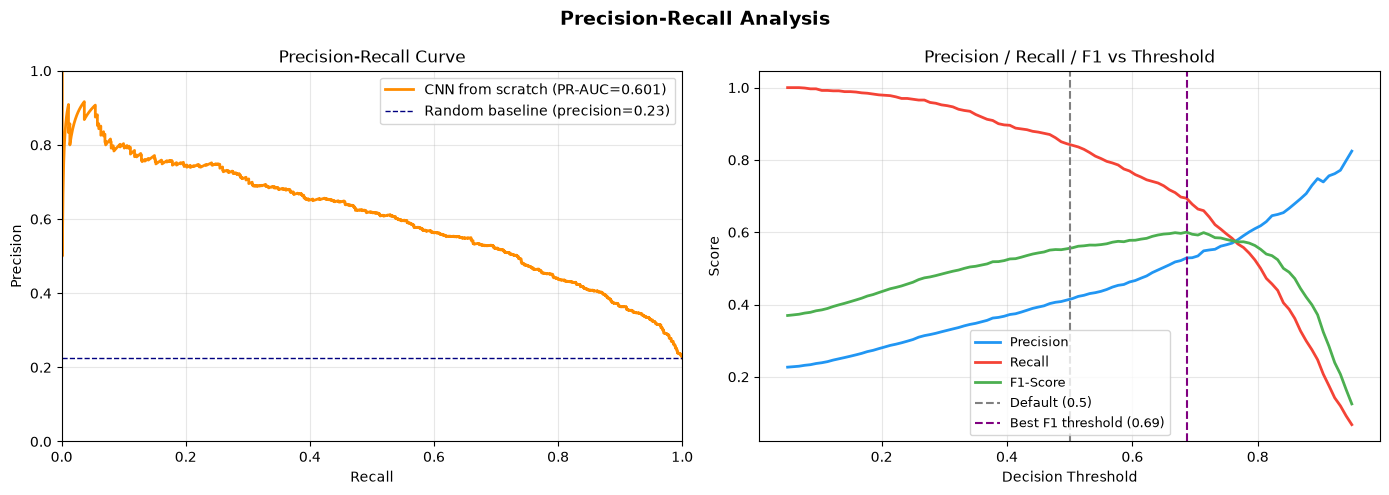 Precision-Recall Analysis
Precision-Recall Curve
CNN from scratch (PR-AUC=0.601)
Random baseline (precision=0.23)
Precision
1.0
0.8
0.6
0.4
0.2
0.0
0.0 0.2 0.4 0.6 0.8 1.0
Recall
Precision / Recall / F1 vs Threshold
Score
1.0
0.8
0.6
0.4
0.2
Precision
Recall
F1-Score
Default (0.5)
Best F1 threshold (0.69)
0.2 0.4 0.6 0.8
Decision Threshold